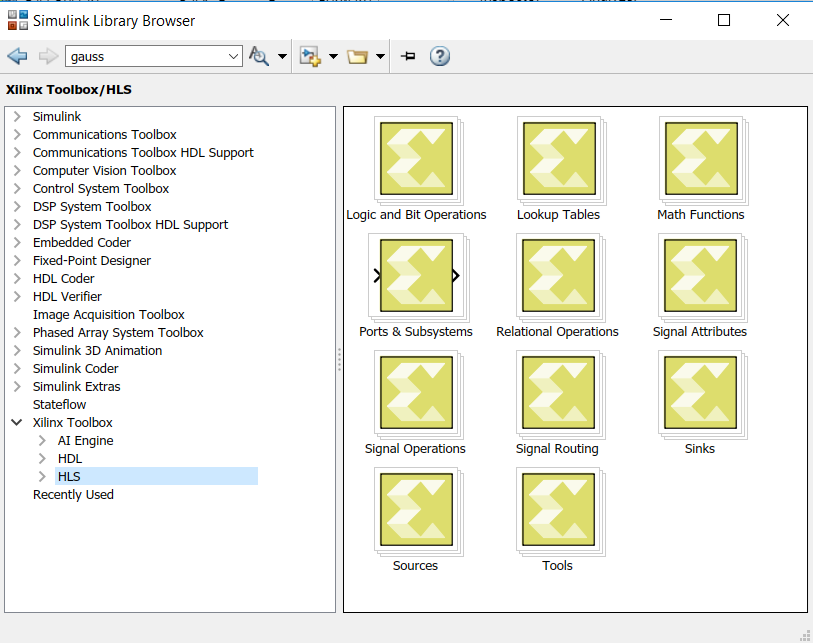 Simulink Library Browser
gauss
Xilinx Toolbox/HLS
Simulink
Communications Toolbox
Communications Toolbox HDL Support
Computer Vision Toolbox
Control System Toolbox
DSP System Toolbox
DSP System Toolbox HDL Support
Embedded Coder
Fixed-Point Designer
HDL Coder
HDL Verifier
Image Acquisition Toolbox
Phased Array System Toolbox
Simulink 3D Animation
Simulink Coder
Simulink Extras
Stateflow
Xilinx Toolbox
AI Engine
HDL
HLS
Recently Used
Logic and Bit Operations
Lookup Tables
Math Functions
Ports & Subsystems
Relational Operations
Signal Attributes
Signal Operations
Signal Routing
Sinks
Sources
Tools